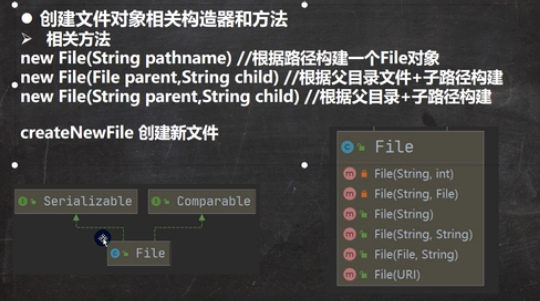 ● 创建文件对象相关构造器和方法
➢ 相关方法
new File(String pathname) //根据路径构建一个File对象
new File(File parent,String child) //根据父目录文件+子路径构建
new File(String parent,String child) //根据父目录+子路径构建
createNewFile 创建新文件
Serializable
Comparable
File
File
File(String, int)
File(String, File)
File(String)
File(String, String)
File(File, String)
File(URI)